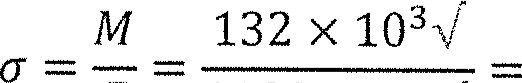 σ = M/ = 132 × 10³√/ =